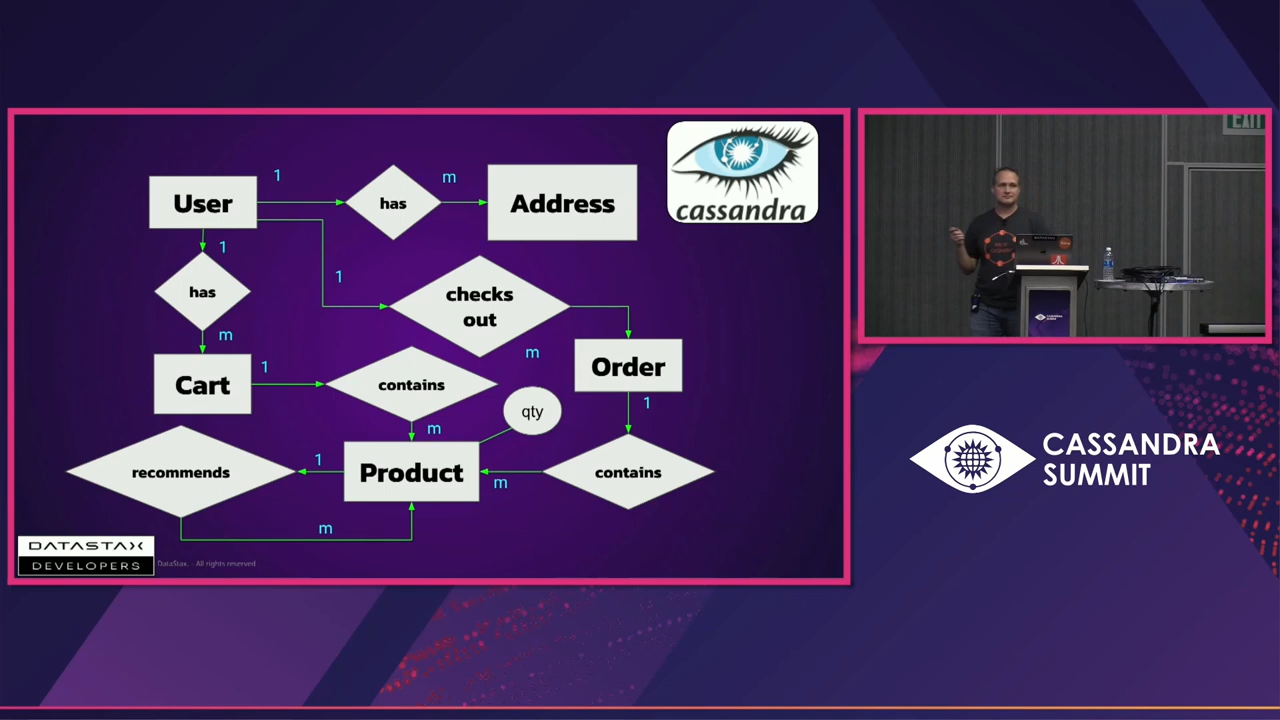 User
1
has
m
Address
cassandra
EXIT
1
has
m
1
checks
out
m
Order
1
Cart
1
contains
m
qty
recommends
1
Product
m
contains
m
DATASTAX
DEVELOPERS
DataStax, - All rights reserved
CASSANDRA
SUMMIT